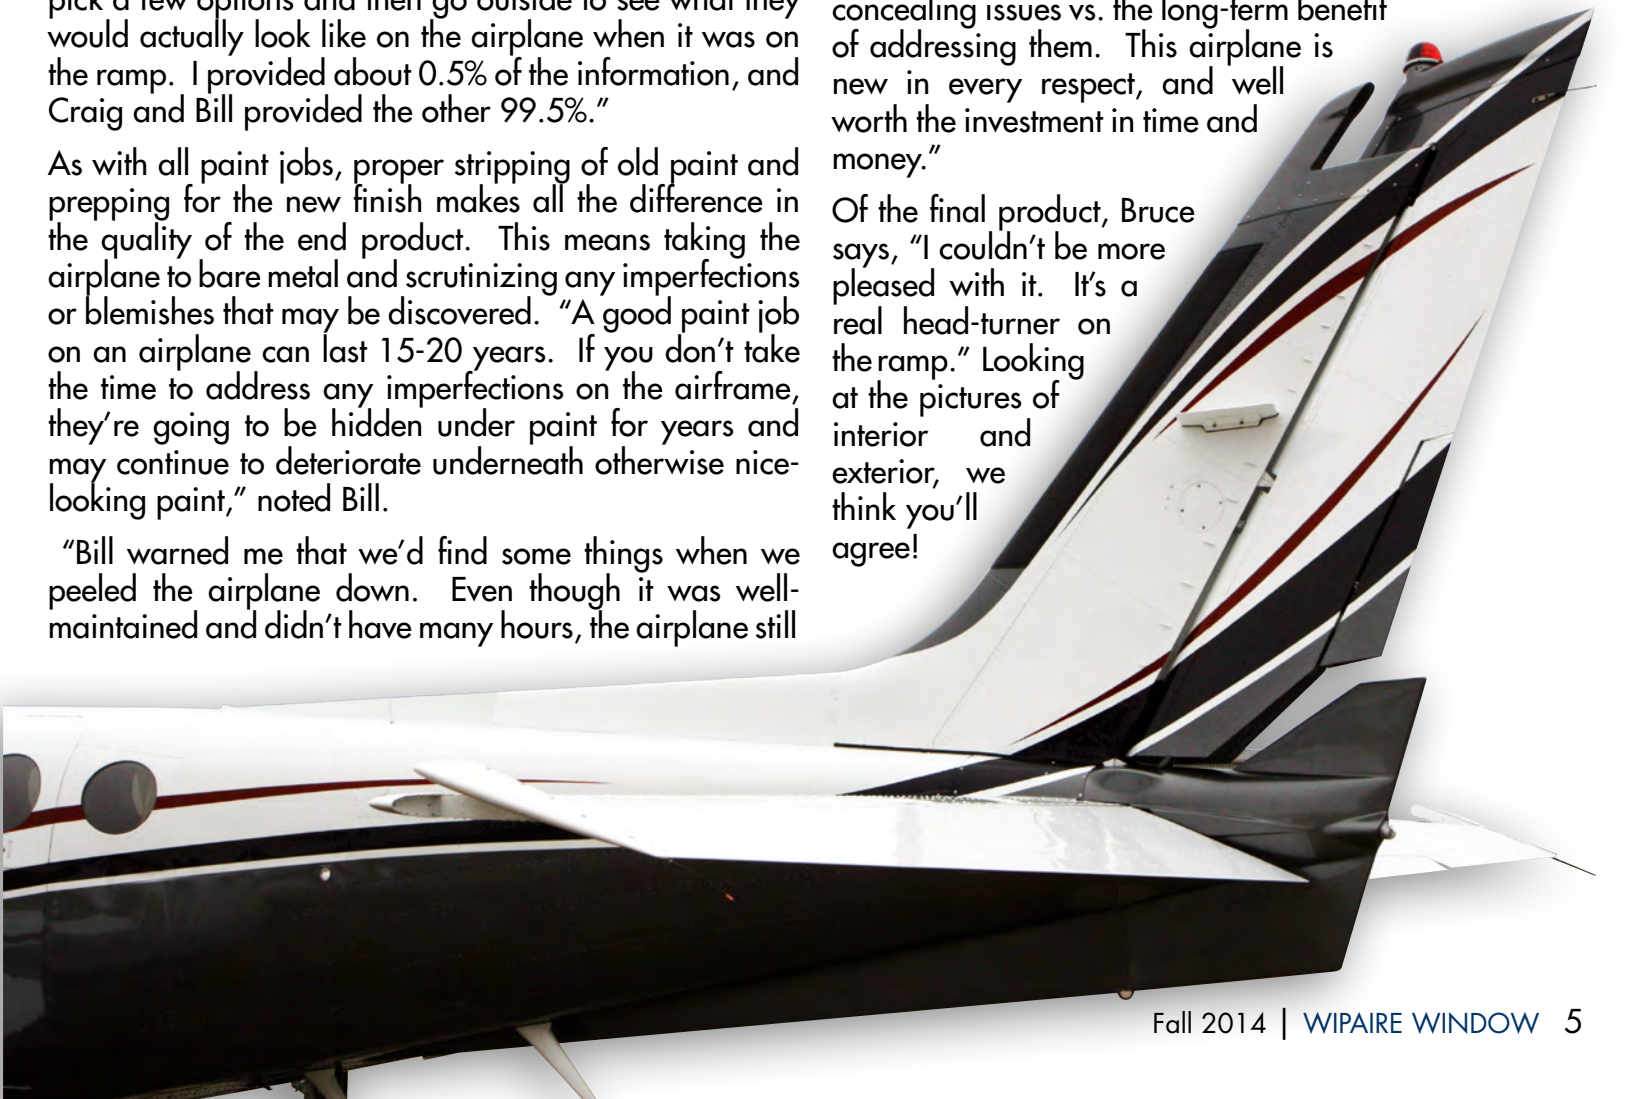 pick a few options and then go outside to see what they
would actually look like on the airplane when it was on
the ramp.  I provided about 0.5% of the information, and
Craig and Bill provided the other 99.5%.”
As with all paint jobs, proper stripping of old paint and
prepping for the new finish makes all the difference in
the quality of the end product.  This means taking the
airplane to bare metal and scrutinizing any imperfections
or blemishes that may be discovered.  “A good paint job
on an airplane can last 15-20 years.  If you don’t take
the time to address any imperfections on the airframe,
they’re going to be hidden under paint for years and
may continue to deteriorate underneath otherwise nice-
looking paint,” noted Bill.
“Bill warned me that we’d find some things when we
peeled the airplane down.  Even though it was well-
maintained and didn’t have many hours, the airplane still
concealing issues vs. the long-term benefit
of addressing them.  This airplane is
new in every respect, and well
worth the investment in time and
money.”
Of the final product, Bruce
says, “I couldn’t be more
pleased with it.  It’s a
real head-turner on
the ramp.” Looking
at the pictures of
interior and
exterior, we
think you’ll
agree!
Fall 2014 | WIPAIRE WINDOW 5